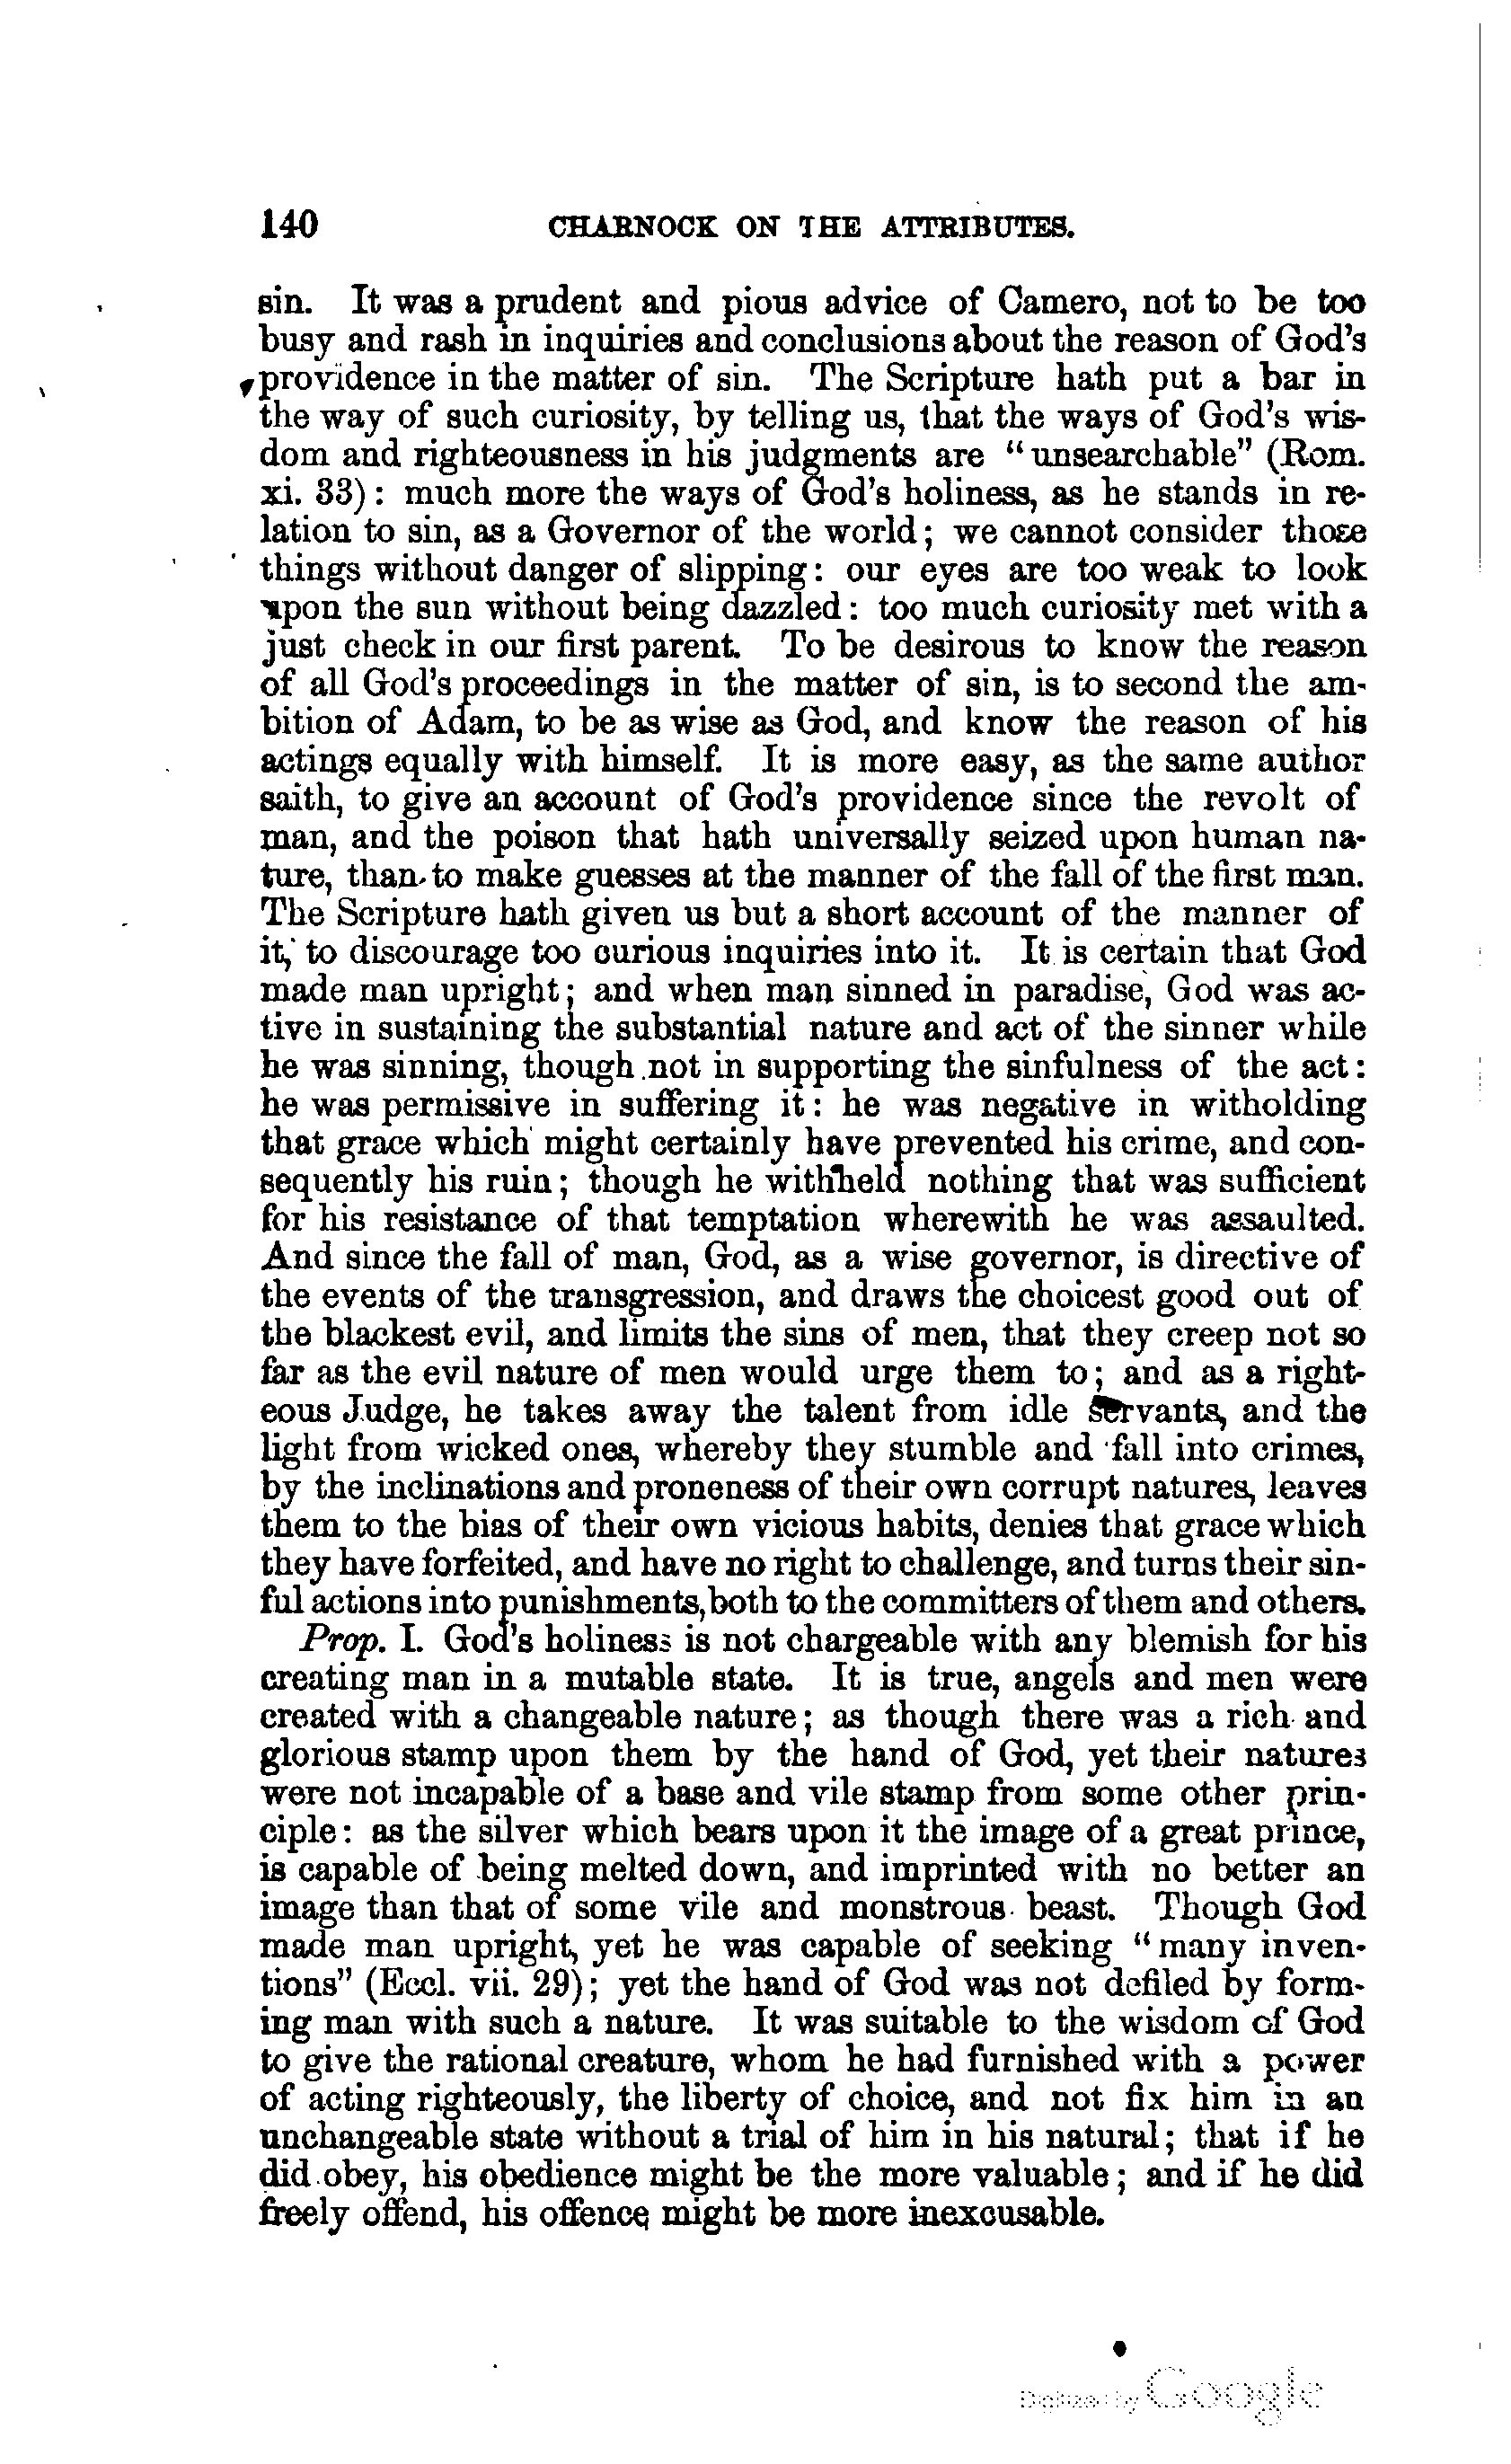 140 CHARNOCK ON THE ATTRIBUTES.
sin. It was a prudent and pious advice of Camero, not to be too
busy and rash in inquiries and conclusions about the reason of God's
providence in the matter of sin. The Scripture hath put a bar in
the way of such curiosity, by telling us, that the ways of God's wis-
dom and righteousness in his judgments are "unsearchable" (Rom.
xi. 33): much more the ways of God's holiness, as he stands in re-
lation to sin, as a Governor of the world; we cannot consider those
things without danger of slipping: our eyes are too weak to look
upon the sun without being dazzled: too much curiosity met with a
just check in our first parent. To be desirous to know the reason
of all God's proceedings in the matter of sin, is to second the am-
bition of Adam, to be as wise as God, and know the reason of his
actings equally with himself. It is more easy, as the same author
saith, to give an account of God's providence since the revolt of
man, and the poison that hath universally seized upon human na-
ture, than to make guesses at the manner of the fall of the first man.
The Scripture hath given us but a short account of the manner of
it, to discourage too curious inquiries into it. It is certain that God
made man upright; and when man sinned in paradise, God was ac-
tive in sustaining the substantial nature and act of the sinner while
he was sinning, though not in supporting the sinfulness of the act:
he was permissive in suffering it: he was negative in witholding
that grace which might certainly have prevented his crime, and con-
sequently his ruin; though he withheld nothing that was sufficient
for his resistance of that temptation wherewith he was assaulted.
And since the fall of man, God, as a wise governor, is directive of
the events of the transgression, and draws the choicest good out of
the blackest evil, and limits the sins of men, that they creep not so
far as the evil nature of men would urge them to; and as a right-
eous Judge, he takes away the talent from idle servants, and the
light from wicked ones, whereby they stumble and fall into crimes,
by the inclinations and proneness of their own corrupt natures, leaves
them to the bias of their own vicious habits, denies that grace which
they have forfeited, and have no right to challenge, and turns their sin-
ful actions into punishments, both to the committers of them and others.
Prop. I. God's holiness is not chargeable with any blemish for his
creating man in a mutable state. It is true, angels and men were
created with a changeable nature; as though there was a rich and
glorious stamp upon them by the hand of God, yet their natures
were not incapable of a base and vile stamp from some other prin-
ciple: as the silver which bears upon it the image of a great prince,
is capable of being melted down, and imprinted with no better an
image than that of some vile and monstrous beast. Though God
made man upright, yet he was capable of seeking "many inven-
tions" (Eccl. vii. 29); yet the hand of God was not defiled by form-
ing man with such a nature. It was suitable to the wisdom of God
to give the rational creature, whom he had furnished with a power
of acting righteously, the liberty of choice, and not fix him in an
unchangeable state without a trial of him in his natural; that if he
did obey, his obedience might be the more valuable; and if he did
freely offend, his offence might be more inexcusable.
Digitized by Google